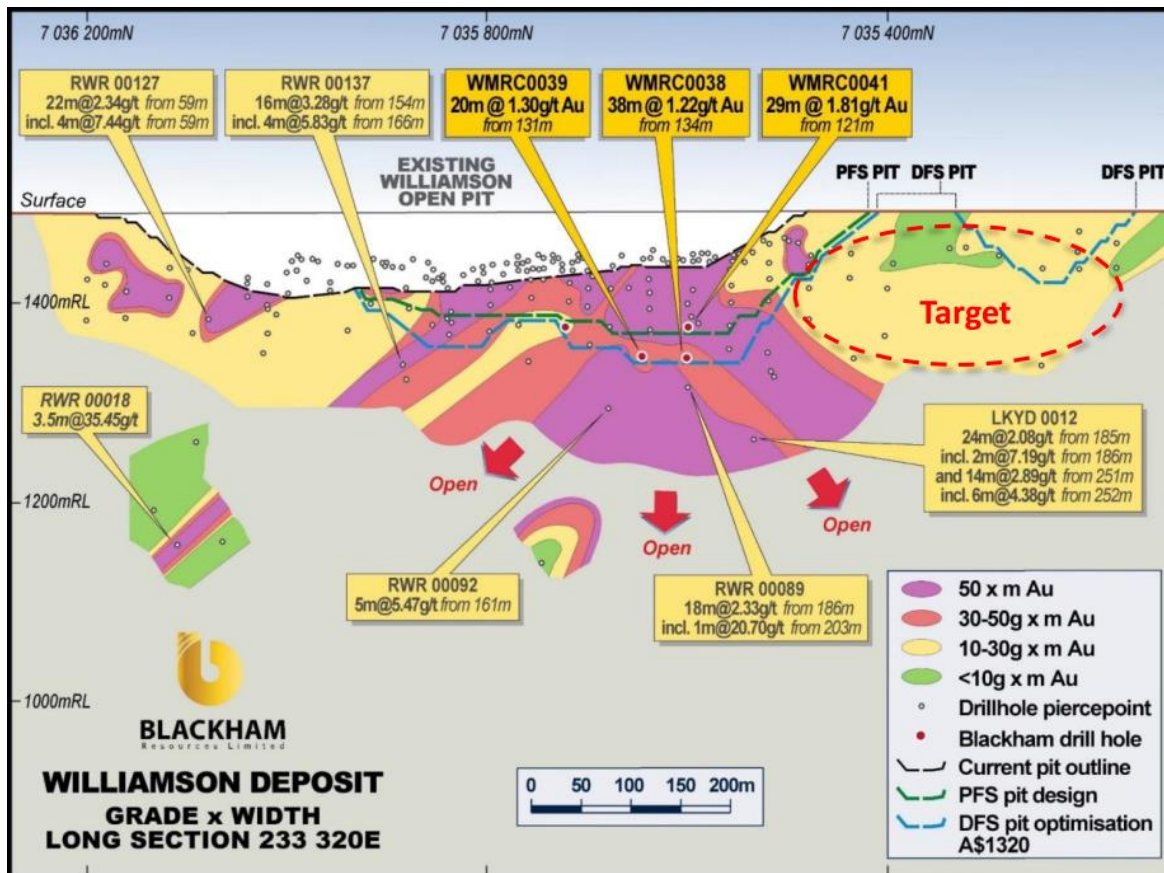 7 036 200mN
7 035 800mN
7 035 400mN
RWR 00127
22m@2.34g/t from 59m
incl. 4m@7.44g/t from 59m
RWR 00137
16m@3.28g/t from 154m
incl. 4m@5.83g/t from 166m
WMRC0039
20m @ 1.30g/t Au
from 131m
WMRC0038
38m @ 1.22g/t Au
from 134m
WMRC0041
29m @ 1.81g/t Au
from 121m
EXISTING
WILLIAMSON
OPEN PIT
PFS PIT
DFS PIT
DFS PIT
Surface
1400mRL
Target
RWR 00018
3.5m@35.45g/t
LKYD 0012
24m@2.08g/t from 185m
incl. 2m@7.19g/t from 186m
and 14m@2.89g/t from 251m
incl. 6m@4.38g/t from 252m
Open
Open
Open
1200mRL
RWR 00092
5m@5.47g/t from 161m
RWR 00089
18m@2.33g/t from 186m
incl. 1m@20.70g/t from 203m
1000mRL
BLACKHAM
Resources Limited
WILLIAMSON DEPOSIT
GRADE x WIDTH
LONG SECTION 233 320E
0 50 100 150 200m
50 x m Au
30-50g x m Au
10-30g x m Au
<10g x m Au
Drillhole piercepoint
Blackham drill hole
Current pit outline
PFS pit design
DFS pit optimisation
A$1320